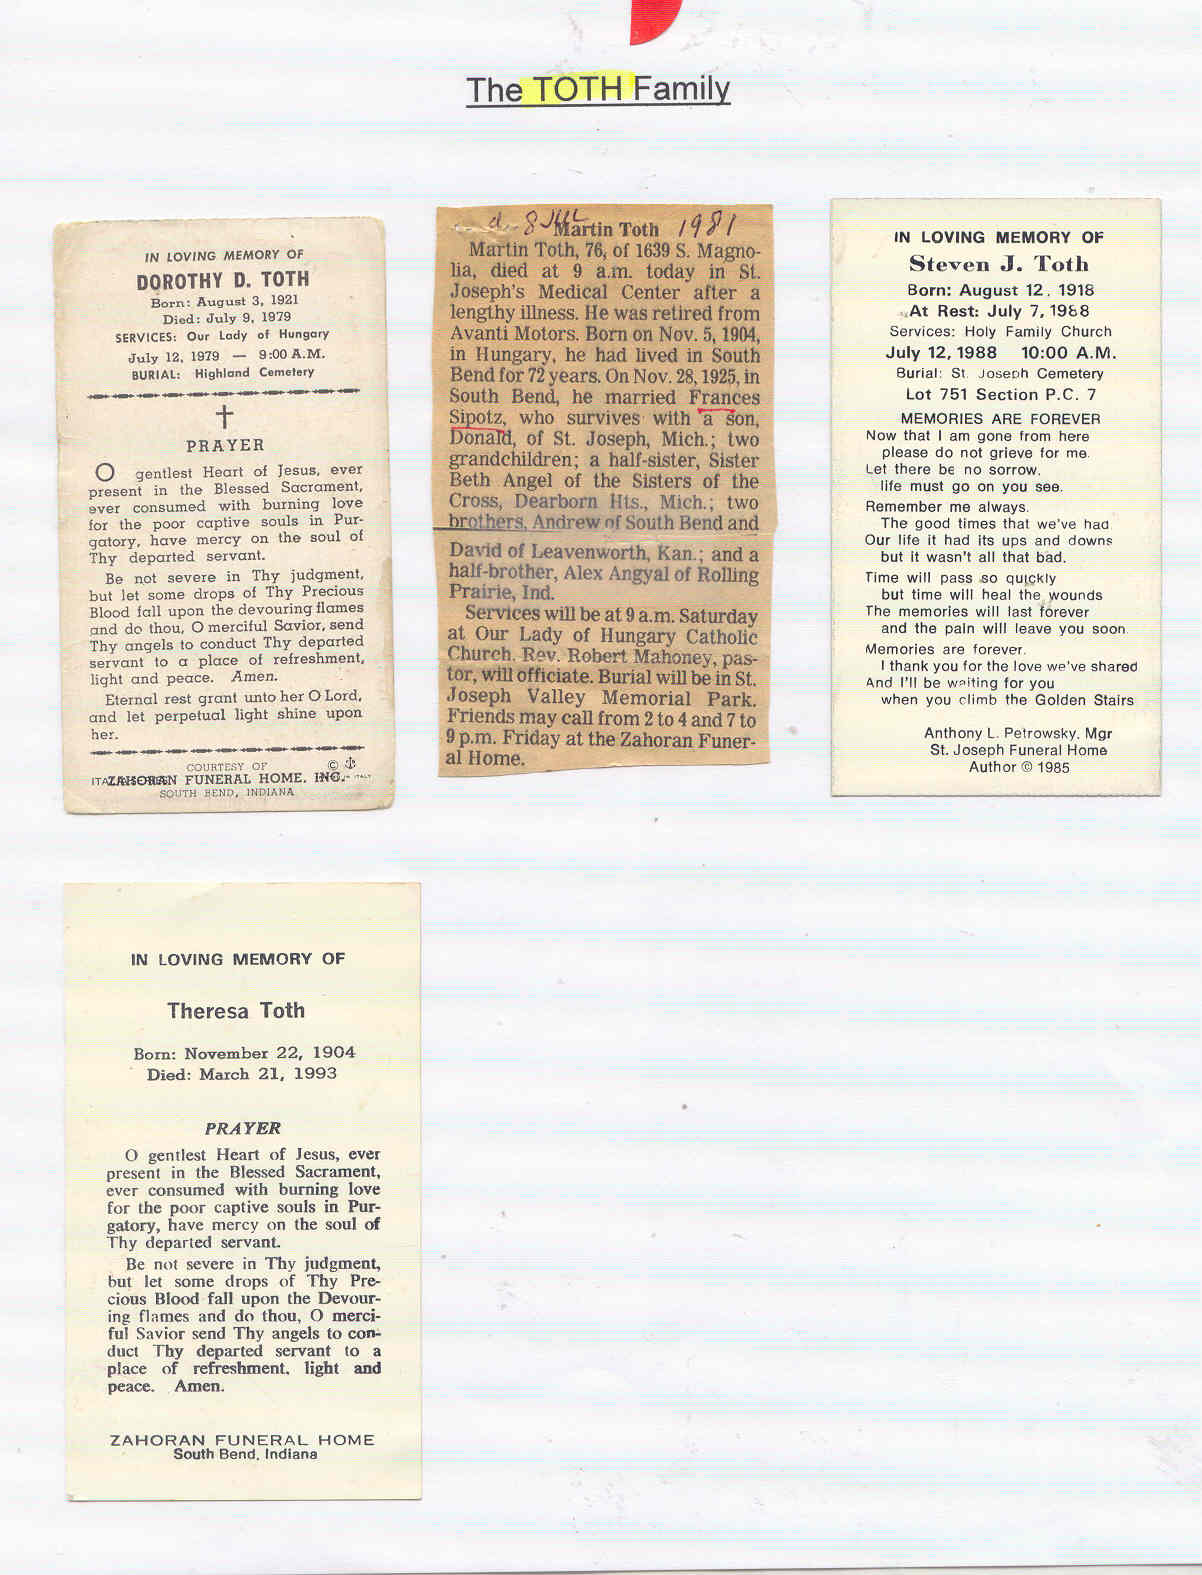 The TOTH Family
IN LOVING MEMORY OF
DOROTHY D. TOTH
Born: August 3, 1921
Died: July 9, 1979
SERVICES: Our Lady of Hungary
July 12, 1979 — 9:00 A.M.
BURIAL: Highland Cemetery
PRAYER
O gentlest Heart of Jesus, ever
present in the Blessed Sacrament,
ever consumed with burning love
for the poor captive souls in Pur-
gatory, have mercy on the soul of
Thy departed servant.
Be not severe in Thy judgment,
but let some drops of Thy Precious
Blood fall upon the devouring flames
and do thou, O merciful Savior, send
Thy angels to conduct Thy departed
servant to a place of refreshment,
light and peace. Amen.
Eternal rest grant unto her O Lord,
and let perpetual light shine upon
her.
COURTESY OF ©
ZAHORAN FUNERAL HOME, INC.
SOUTH BEND, INDIANA
d. 8 Jul 1981
Martin Toth
Martin Toth, 76, of 1639 S. Magno-
lia, died at 9 a.m. today in St.
Joseph's Medical Center after a
lengthy illness. He was retired from
Avanti Motors. Born on Nov. 5, 1904,
in Hungary, he had lived in South
Bend for 72 years. On Nov. 28, 1925, in
South Bend, he married Frances
Sipotz, who survives with a son,
Donald, of St. Joseph, Mich.; two
grandchildren; a half-sister, Sister
Beth Angel of the Sisters of the
Cross, Dearborn Hts., Mich.; two
brothers, Andrew of South Bend and
David of Leavenworth, Kan.; and a
half-brother, Alex Angyal of Rolling
Prairie, Ind.
Services will be at 9 a.m. Saturday
at Our Lady of Hungary Catholic
Church. Rev. Robert Mahoney, pas-
tor, will officiate. Burial will be in St.
Joseph Valley Memorial Park.
Friends may call from 2 to 4 and 7 to
9 p.m. Friday at the Zahoran Funer-
al Home.
IN LOVING MEMORY OF
Steven J. Toth
Born: August 12, 1918
At Rest: July 7, 1988
Services: Holy Family Church
July 12, 1988 10:00 A.M.
Burial: St. Joseph Cemetery
Lot 751 Section P.C. 7
MEMORIES ARE FOREVER
Now that I am gone from here
please do not grieve for me.
Let there be no sorrow,
life must go on you see.
Remember me always.
The good times that we've had
Our life it had its ups and downs
but it wasn't all that bad.
Time will pass so quickly
but time will heal the wounds
The memories will last forever
and the pain will leave you soon.
Memories are forever.
I thank you for the love we've shared
And I'll be waiting for you
when you climb the Golden Stairs
Anthony L. Petrowsky, Mgr
St. Joseph Funeral Home
Author © 1985
IN LOVING MEMORY OF
Theresa Toth
Born: November 22, 1904
Died: March 21, 1993
PRAYER
O gentlest Heart of Jesus, ever
present in the Blessed Sacrament,
ever consumed with burning love
for the poor captive souls in Pur-
gatory, have mercy on the soul of
Thy departed servant.
Be not severe in Thy judgment,
but let some drops of Thy Pre-
cious Blood fall upon the Devour-
ing flames and do thou, O merci-
ful Savior send Thy angels to con-
duct Thy departed servant to a
place of refreshment, light and
peace. Amen.
ZAHORAN FUNERAL HOME
South Bend, Indiana